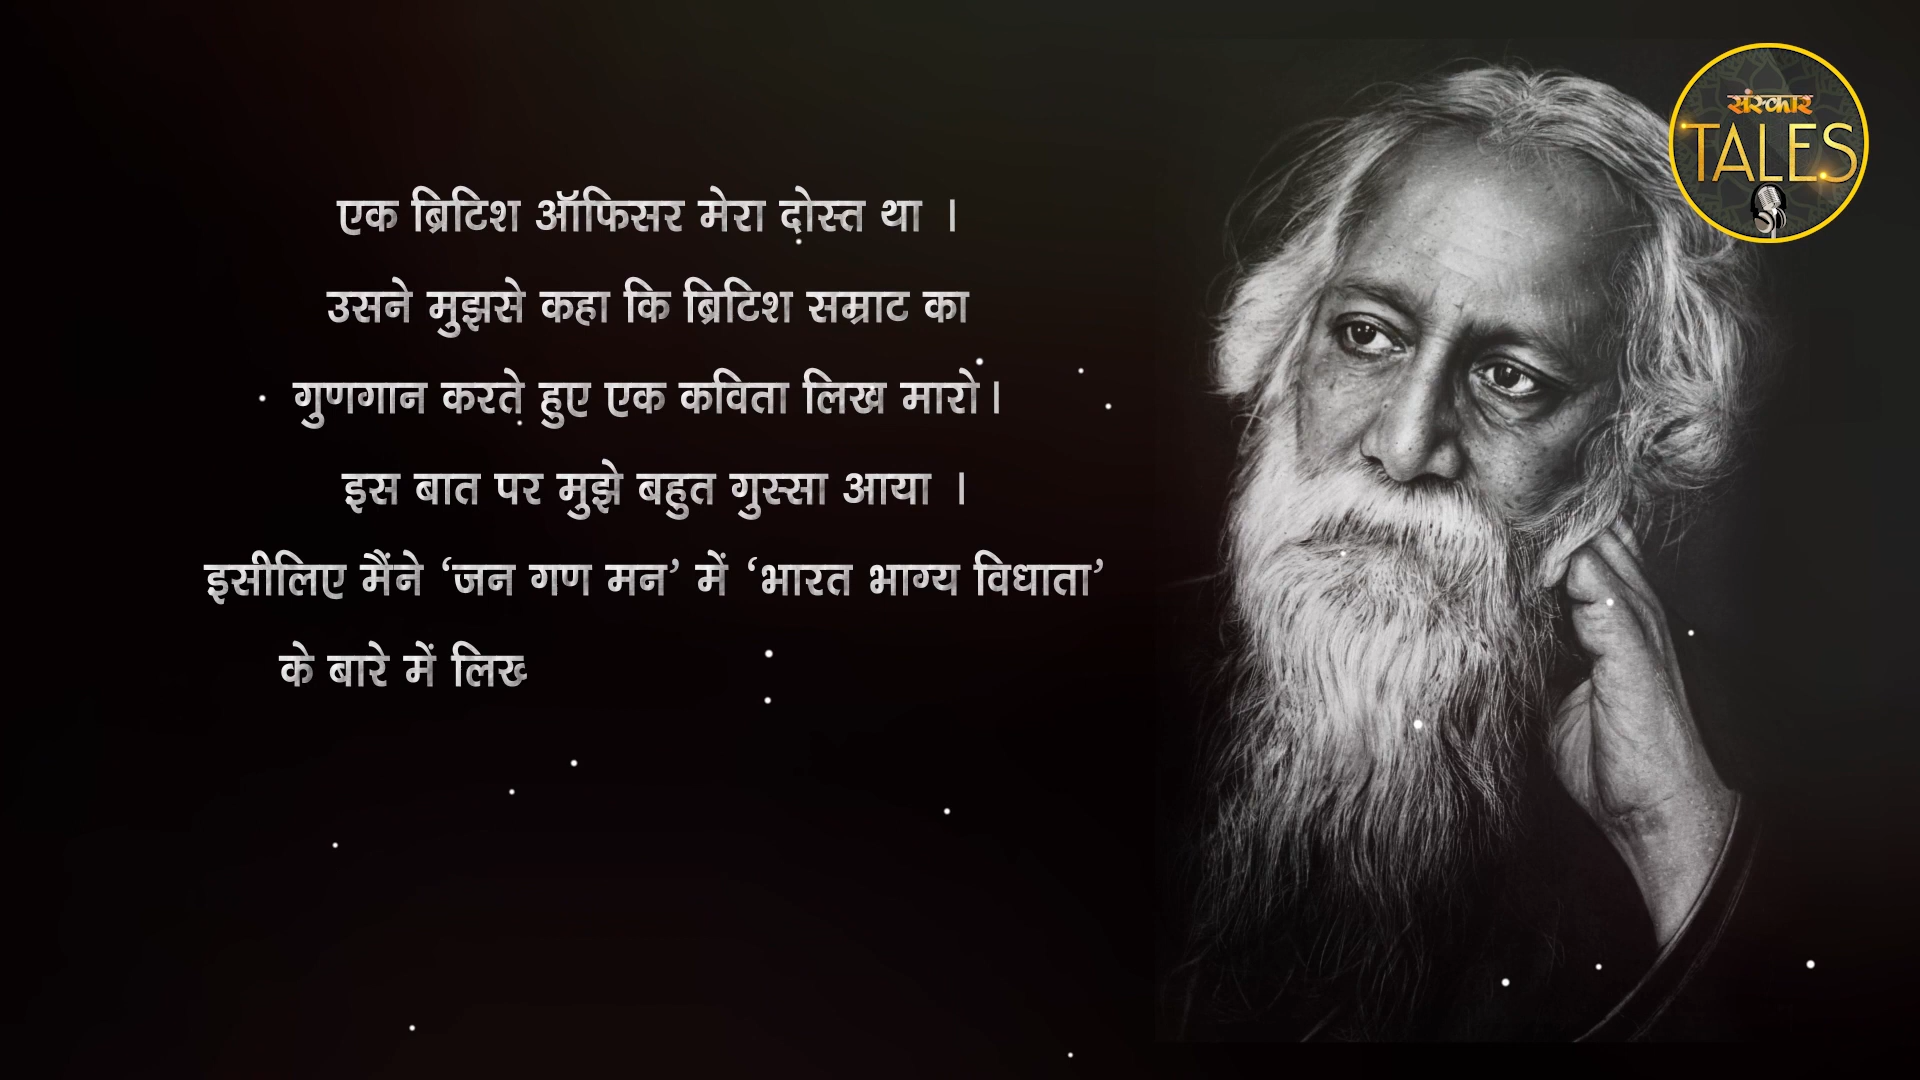 संस्कार
TALES
एक ब्रिटिश ऑफिसर मेरा दोस्त था ।
उसने मुझसे कहा कि ब्रिटिश सम्राट का
गुणगान करते हुए एक कविता लिख मारो।
इस बात पर मुझे बहुत गुस्सा आया ।
इसीलिए मैंने ‘जन गण मन’ में ‘भारत भाग्य विधाता’
के बारे में लिख